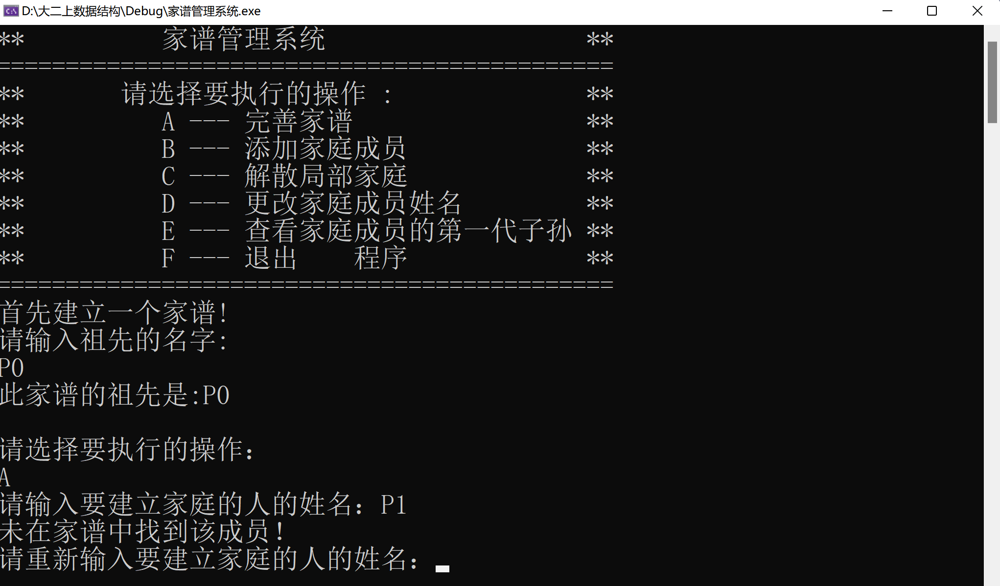 D:\大二上数据结构\Debug\家谱管理系统.exe
** 家谱管理系统 **
=============================================
** 请选择要执行的操作 : **
** A --- 完善家谱 **
** B --- 添加家庭成员 **
** C --- 解散局部家庭 **
** D --- 更改家庭成员姓名 **
** E --- 查看家庭成员的第一代子孙 **
** F --- 退出 程序 **
=============================================
首先建立一个家谱!
请输入祖先的名字:
P0
此家谱的祖先是:P0
请选择要执行的操作：
A
请输入要建立家庭的人的姓名：P1
未在家谱中找到该成员！
请重新输入要建立家庭的人的姓名：